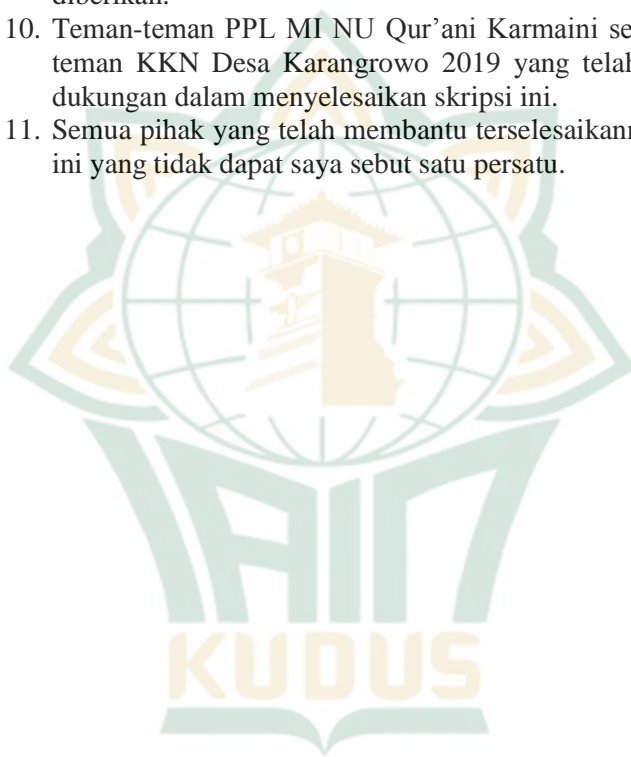 diberikan.
10. Teman-teman PPL MI NU Qur’ani Karmaini se
teman KKN Desa Karangrowo 2019 yang telah
dukungan dalam menyelesaikan skripsi ini.
11. Semua pihak yang telah membantu terselesaikann
ini yang tidak dapat saya sebut satu persatu.
IAIN
KUDUS